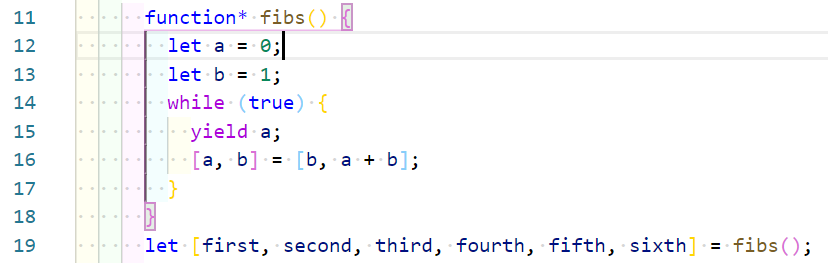 11 function* fibs() {
12 let a = 0;
13 let b = 1;
14 while (true) {
15 yield a;
16 [a, b] = [b, a + b];
17 }
18 }
19 let [first, second, third, fourth, fifth, sixth] = fibs();